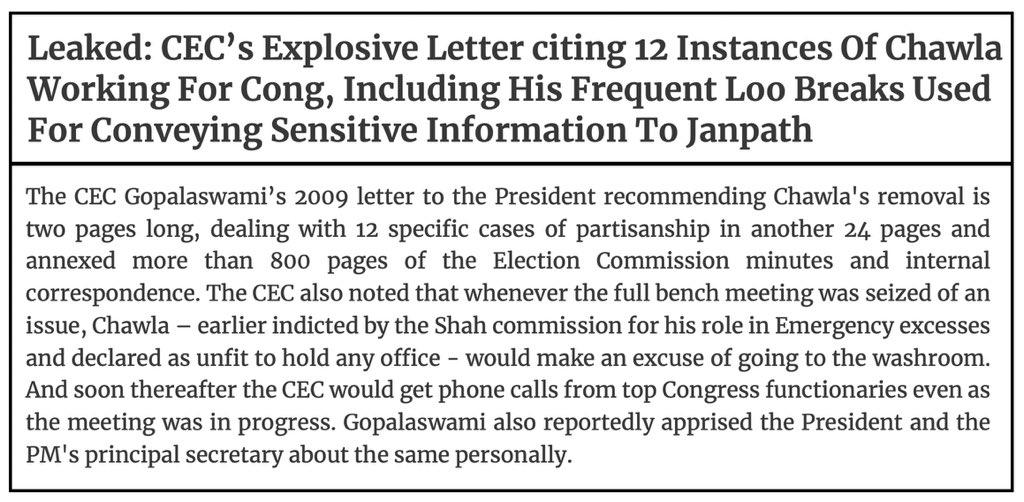 Leaked: CEC’s Explosive Letter citing 12 Instances Of Chawla
Working For Cong, Including His Frequent Loo Breaks Used
For Conveying Sensitive Information To Janpath
The CEC Gopalaswami’s 2009 letter to the President recommending Chawla's removal is
two pages long, dealing with 12 specific cases of partisanship in another 24 pages and
annexed more than 800 pages of the Election Commission minutes and internal
correspondence. The CEC also noted that whenever the full bench meeting was seized of an
issue, Chawla – earlier indicted by the Shah commission for his role in Emergency excesses
and declared as unfit to hold any office - would make an excuse of going to the washroom.
And soon thereafter the CEC would get phone calls from top Congress functionaries even as
the meeting was in progress. Gopalaswami also reportedly apprised the President and the
PM's principal secretary about the same personally.